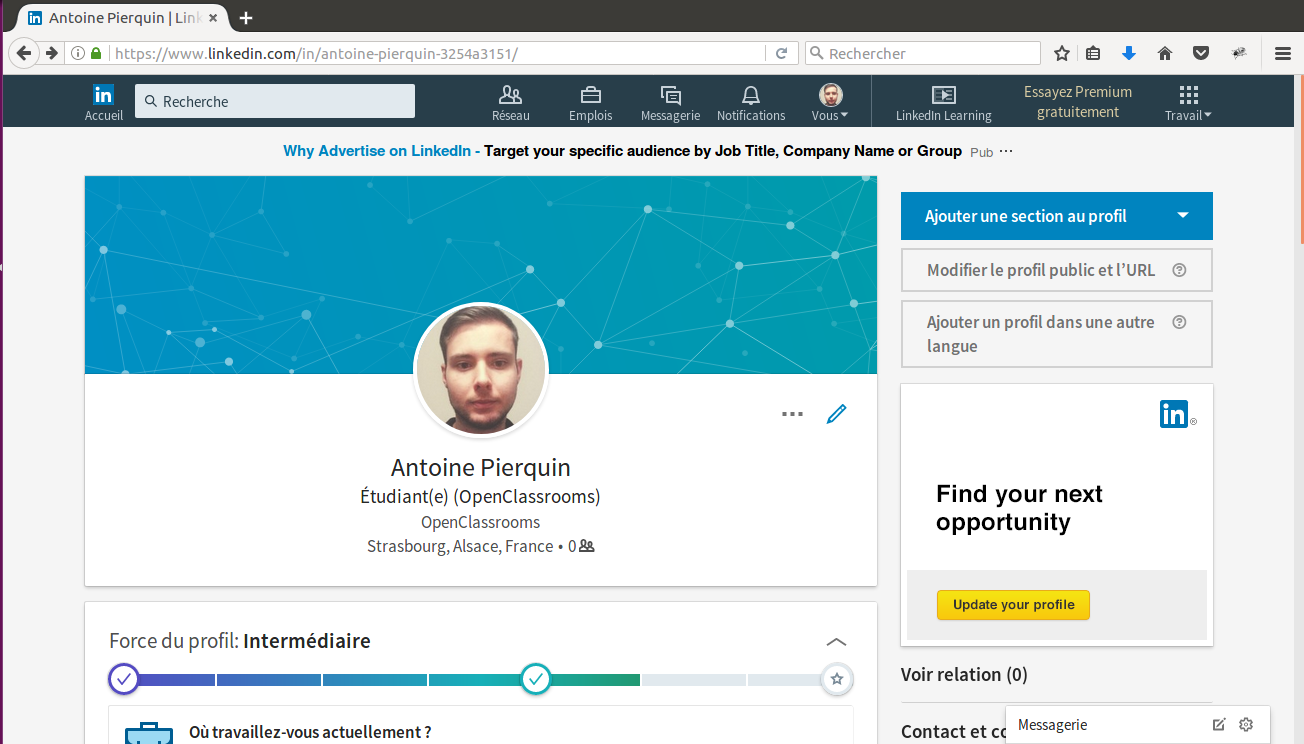 Antoine Pierquin | Link
https://www.linkedin.com/in/antoine-pierquin-3254a3151/
Rechercher
in
Accueil
Recherche
Réseau
Emplois
Messagerie
Notifications
Vous
LinkedIn Learning
Essayez Premium
gratuitement
Travail
Why Advertise on LinkedIn - Target your specific audience by Job Title, Company Name or Group Pub ...
Ajouter une section au profil
Modifier le profil public et l'URL
Ajouter un profil dans une autre
langue
Antoine Pierquin
Étudiant(e) (OpenClassrooms)
OpenClassrooms
Strasbourg, Alsace, France • 0
in®
Find your next
opportunity
Update your profile
Force du profil: Intermédiaire
Où travaillez-vous actuellement ?
Voir relation (0)
Contact et co
Messagerie